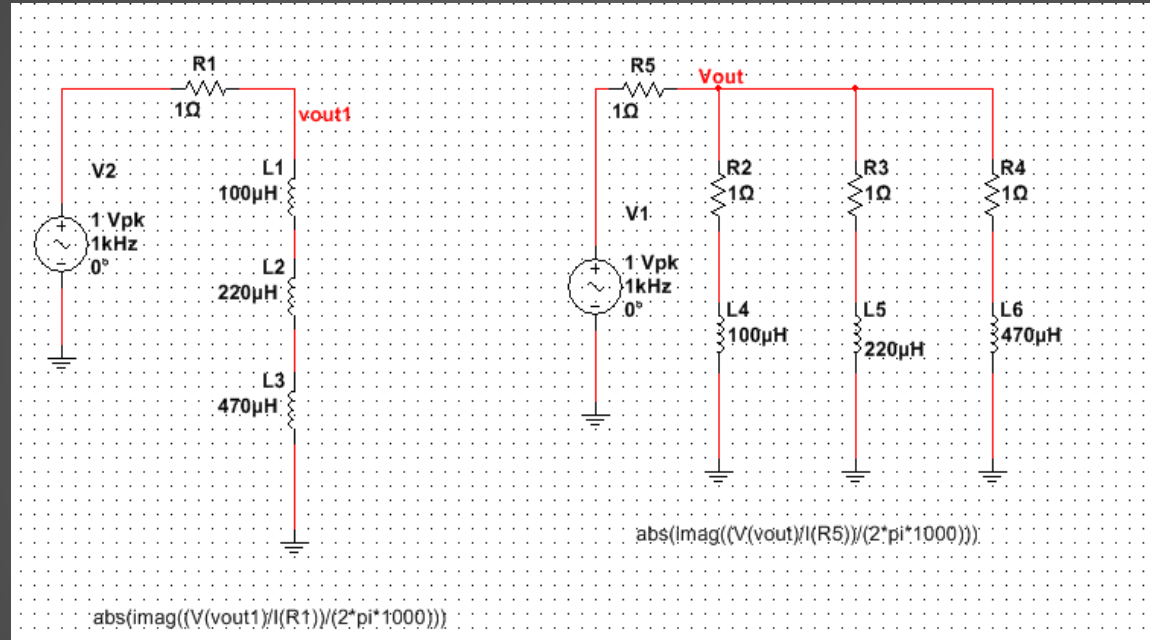 R1
1Ω
vout1
V2
1 Vpk
1kHz
0°
L1
100µH
L2
220µH
L3
470µH
abs(imag((V(vout1)/I(R1))/(2*pi*1000)))
R5
1Ω
Vout
V1
1 Vpk
1kHz
0°
R2
1Ω
R3
1Ω
R4
1Ω
L4
100µH
L5
220µH
L6
470µH
abs(Imag((V(vout)/I(R5))/(2*pi*1000)))